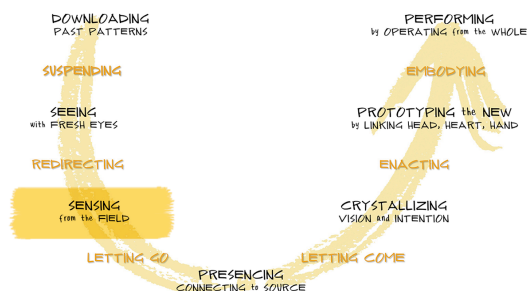 DOWNLOADING
PAST PATTERNS
SUSPENDING
SEEING
with FRESH EYES
REDIRECTING
SENSING
from the FIELD
LETTING GO
PRESENCING
CONNECTING to SOURCE
LETTING COME
CRYSTALLIZING
VISION and INTENTION
ENACTING
PROTOTYPING the NEW
by LINKING HEAD, HEART, HAND
EMBODYING
PERFORMING
by OPERATING from the WHOLE